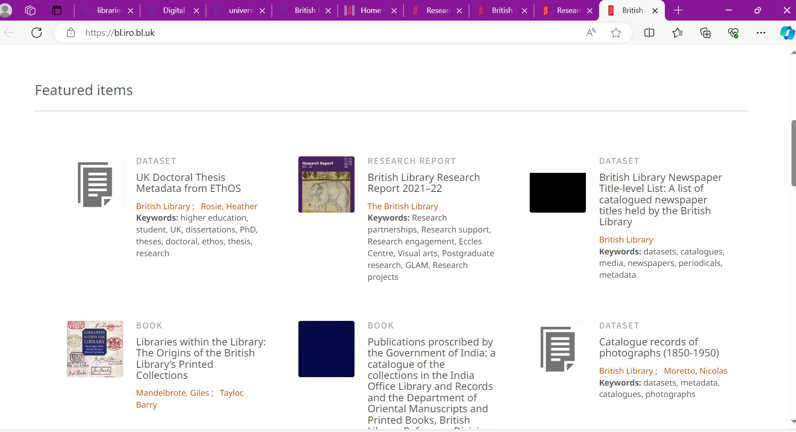 librarie
Digital
univers
British l
Home
Researc
British
Resear
British
https://bl.iro.bl.uk
Featured items
DATASET
UK Doctoral Thesis
Metadata from EThOS
British Library ; Rosie, Heather
Keywords: higher education,
student, UK, dissertations, PhD,
theses, doctoral, ethos, thesis,
research
Research Report
RESEARCH REPORT
British Library Research
Report 2021–22
The British Library
Keywords: Research
partnerships, Research support,
Research engagement, Eccles
Centre, Visual arts, Postgraduate
research, GLAM, Research
projects
DATASET
British Library Newspaper
Title-level List: A list of
catalogued newspaper
titles held by the British
Library
British Library
Keywords: datasets, catalogues,
media, newspapers, periodicals,
metadata
LIBRARIES
WITHIN THE
LIBRARY
BOOK
Libraries within the Library:
The Origins of the British
Library's Printed
Collections
Mandelbrote, Giles ; Taylor,
Barry
BOOK
Publications proscribed by
the Government of India: a
catalogue of the
collections in the India
Office Library and Records
and the Department of
Oriental Manuscripts and
Printed Books, British
DATASET
Catalogue records of
photographs (1850-1950)
British Library ; Moretto, Nicolas
Keywords: datasets, metadata,
catalogues, photographs